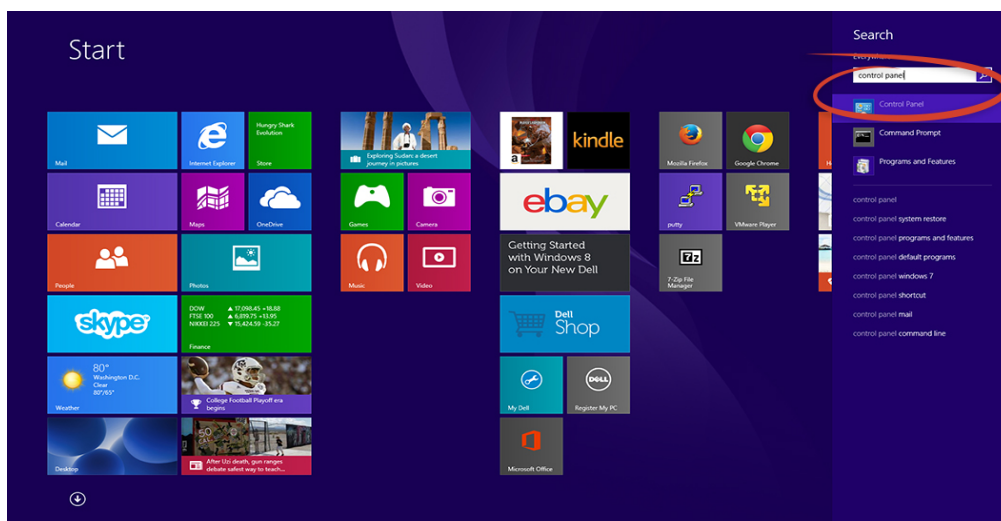 Start
Mail
Internet Explorer
Hungry Shark
Evolution
Store
Exploring Sudan: a desert
journey in pictures
a
kindle
Mozilla Firefox
Google Chrome
Calendar
Maps
OneDrive
Games
Camera
ebay
putty
VMware Player
People
Photos
Music
Video
Getting Started
with Windows 8
on Your New Dell
7z
7-Zip File
Manager
skype
DOW ▲ 17,098.45 +18.88
FTSE 100 ▲ 6,819.75 +13.95
NIKKEI 225 ▼ 15,424.59 -35.27
Finance
Dell
Shop
80°
Washington D.C.
Clear
80°/65°
Weather
College Football Playoff era
begins
My Dell
DELL
Register My PC
Desktop
After Uzi death, gun ranges
debate safest way to teach...
Microsoft Office
Search
control panel
Control Panel
Command Prompt
Programs and Features
control panel
control panel system restore
control panel programs and features
control panel default programs
control panel windows 7
control panel shortcut
control panel mail
control panel command line